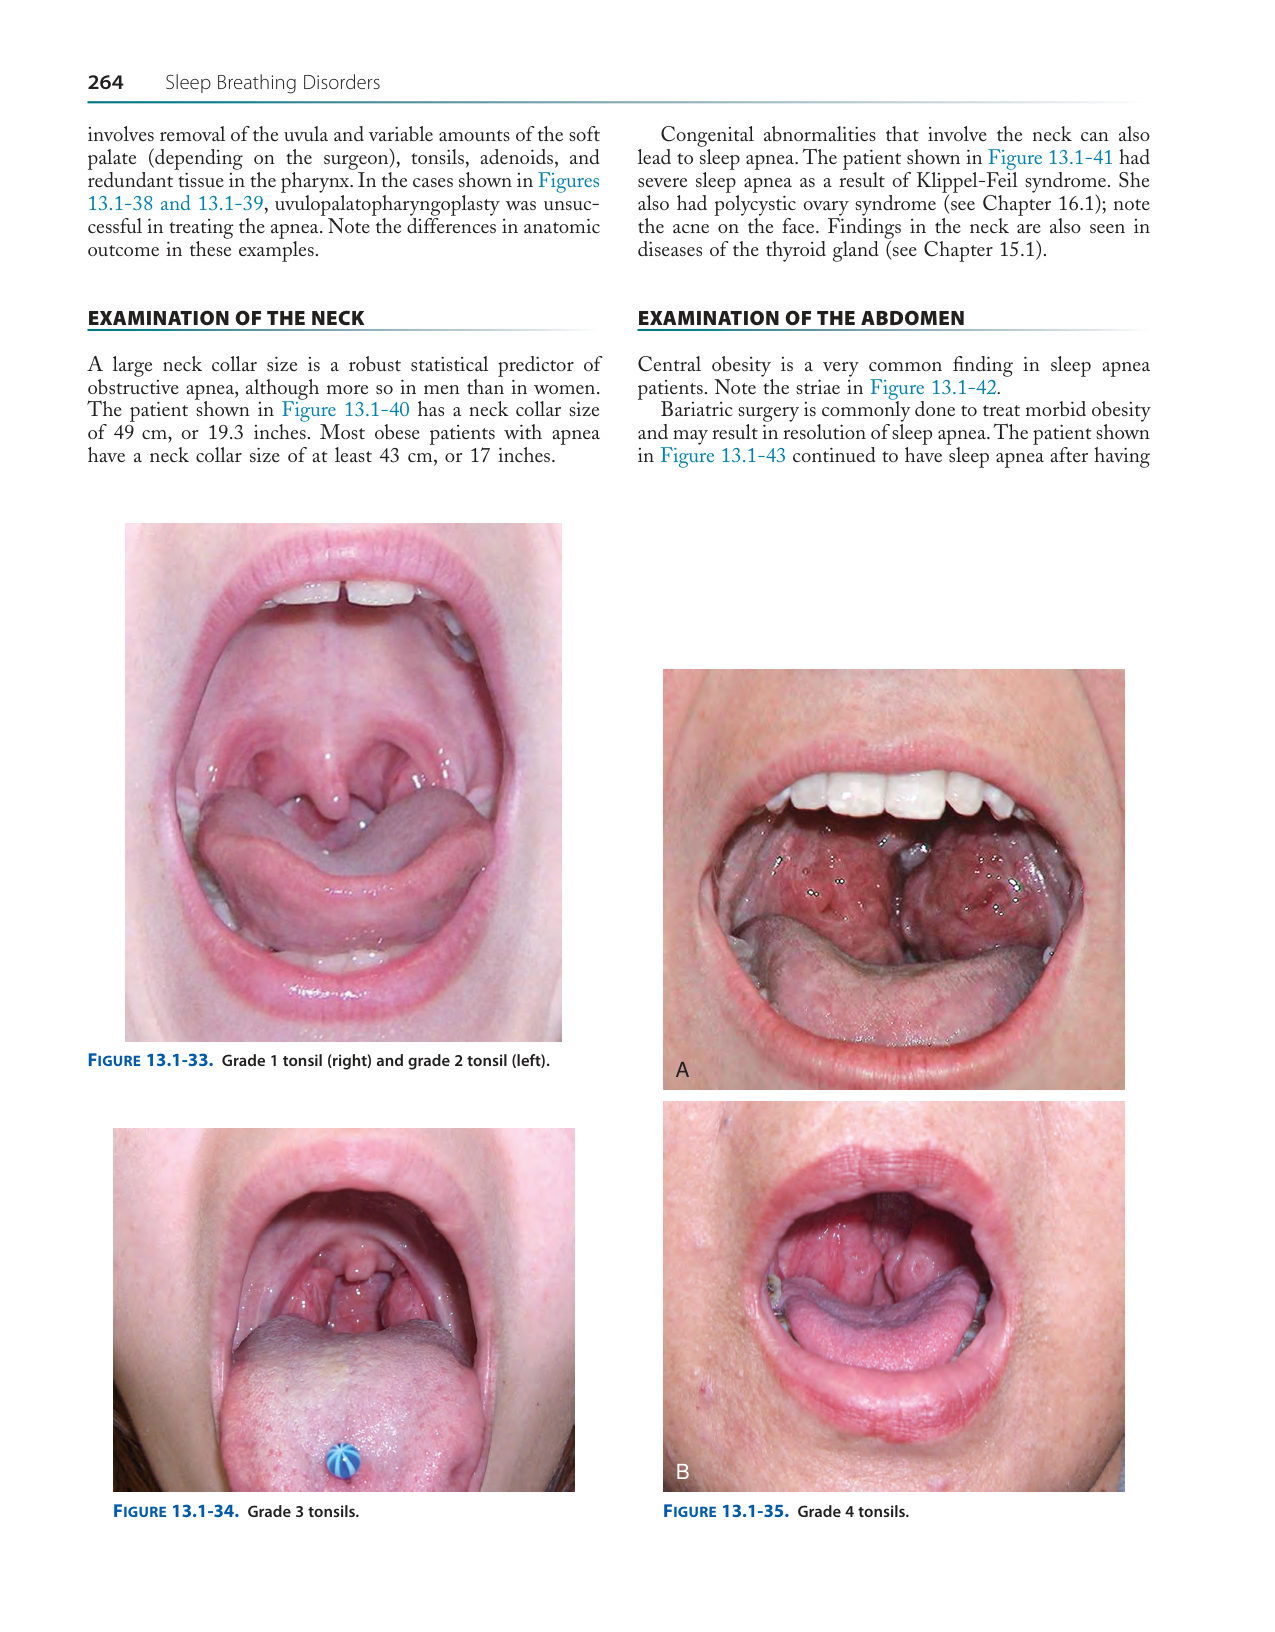 264 Sleep Breathing Disorders
involves removal of the uvula and variable amounts of the soft
palate (depending on the surgeon), tonsils, adenoids, and
redundant tissue in the pharynx. In the cases shown in Figures
13.1-38 and 13.1-39, uvulopalatopharyngoplasty was unsuc-
cessful in treating the apnea. Note the differences in anatomic
outcome in these examples.
EXAMINATION OF THE NECK
A large neck collar size is a robust statistical predictor of
obstructive apnea, although more so in men than in women.
The patient shown in Figure 13.1-40 has a neck collar size
of 49 cm, or 19.3 inches. Most obese patients with apnea
have a neck collar size of at least 43 cm, or 17 inches.
Congenital abnormalities that involve the neck can also
lead to sleep apnea. The patient shown in Figure 13.1-41 had
severe sleep apnea as a result of Klippel-Feil syndrome. She
also had polycystic ovary syndrome (see Chapter 16.1); note
the acne on the face. Findings in the neck are also seen in
diseases of the thyroid gland (see Chapter 15.1).
EXAMINATION OF THE ABDOMEN
Central obesity is a very common finding in sleep apnea
patients. Note the striae in Figure 13.1-42.
Bariatric surgery is commonly done to treat morbid obesity
and may result in resolution of sleep apnea. The patient shown
in Figure 13.1-43 continued to have sleep apnea after having
FIGURE 13.1-33. Grade 1 tonsil (right) and grade 2 tonsil (left).
FIGURE 13.1-34. Grade 3 tonsils.
A
B
FIGURE 13.1-35. Grade 4 tonsils.